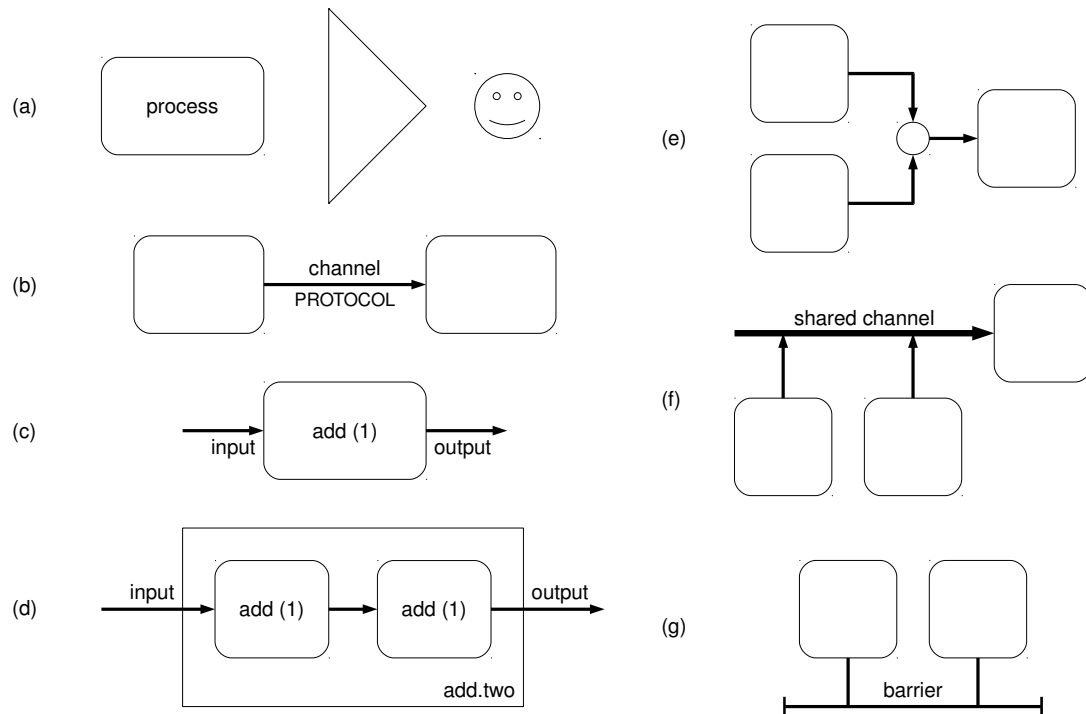 (a)
process
(b)
channel
PROTOCOL
(c)
input
add (1)
output
(d)
input
add (1)
add (1)
output
add.two
(e)
(f)
shared channel
(g)
barrier